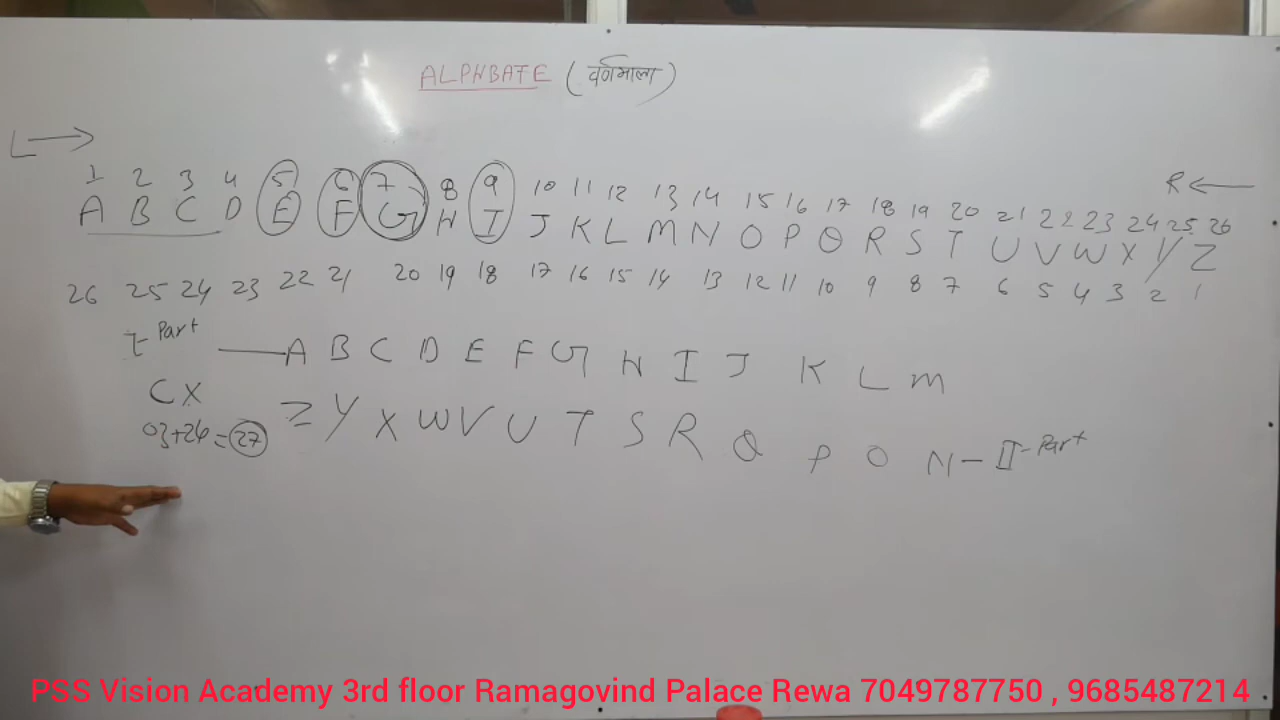 ALPHBATE (वर्णमाला)
L →
R ←
1 2 3 4 5 6 7 8 9 10 11 12 13 14 15 16 17 18 19 20 21 22 23 24 25 26
A B C D E F G H I J K L M N O P Q R S T U V W X Y Z
26 25 24 23 22 21 20 19 18 17 16 15 14 13 12 11 10 9 8 7 6 5 4 3 2 1
I-Part — A B C D E F G H I J K L M
CX
03+24=27
Z Y X W V U T S R Q P O N - II-Part
PSS Vision Academy 3rd floor Ramagovind Palace Rewa 7049787750 , 9685487214